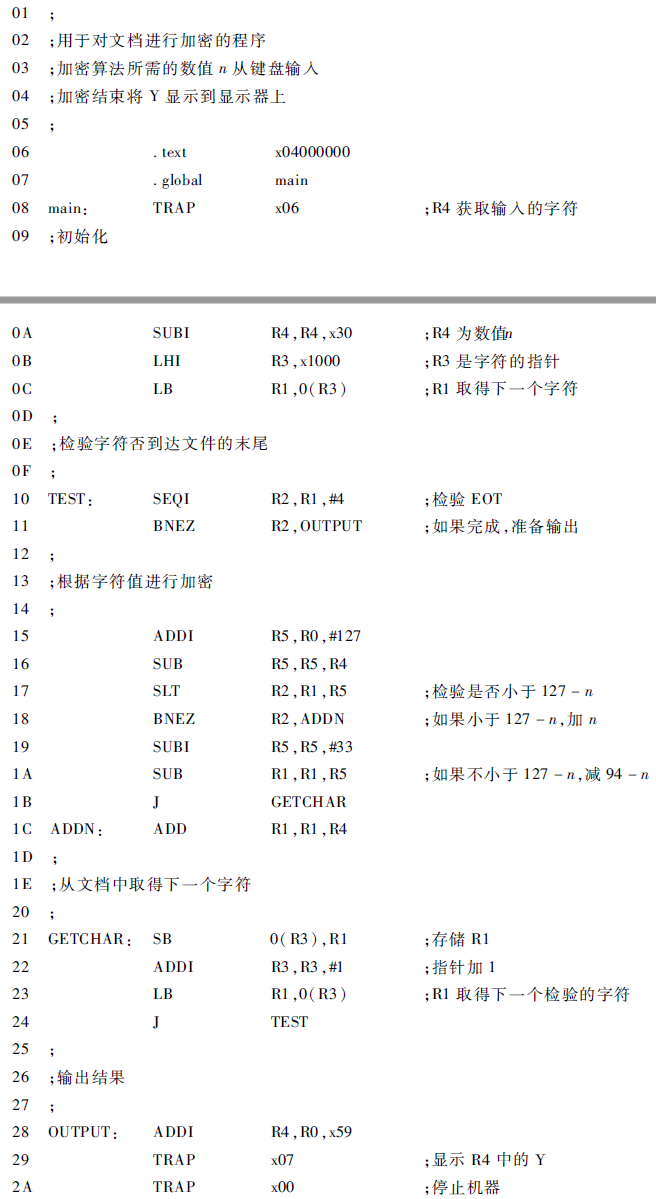 01 ;
02 ;用于对文档进行加密的程序
03 ;加密算法所需的数值 n 从键盘输入
04 ;加密结束将 Y 显示到显示器上
05 ;
06 .text x04000000
07 .global main
08 main: TRAP x06 ;R4 获取输入的字符
09 ;初始化
0A SUBI R4,R4,x30 ;R4 为数值n
0B LHI R3,x1000 ;R3 是字符的指针
0C LB R1,0(R3) ;R1 取得下一个字符
0D ;
0E ;检验字符否到达文件的末尾
0F ;
10 TEST: SEQI R2,R1,#4 ;检验 EOT
11 BNEZ R2,OUTPUT ;如果完成,准备输出
12 ;
13 ;根据字符值进行加密
14 ;
15 ADDI R5,R0,#127
16 SUB R5,R5,R4
17 SLT R2,R1,R5 ;检验是否小于 127-n
18 BNEZ R2,ADDN ;如果小于 127-n,加 n
19 SUBI R5,R5,#33
1A SUB R1,R1,R5 ;如果不小于 127-n,减 94-n
1B J GETCHAR
1C ADDN: ADD R1,R1,R4
1D ;
1E ;从文档中取得下一个字符
20 ;
21 GETCHAR: SB 0(R3),R1 ;存储 R1
22 ADDI R3,R3,#1 ;指针加 1
23 LB R1,0(R3) ;R1 取得下一个检验的字符
24 J TEST
25 ;
26 ;输出结果
27 ;
28 OUTPUT: ADDI R4,R0,x59
29 TRAP x07 ;显示 R4 中的 Y
2A TRAP x00 ;停止机器